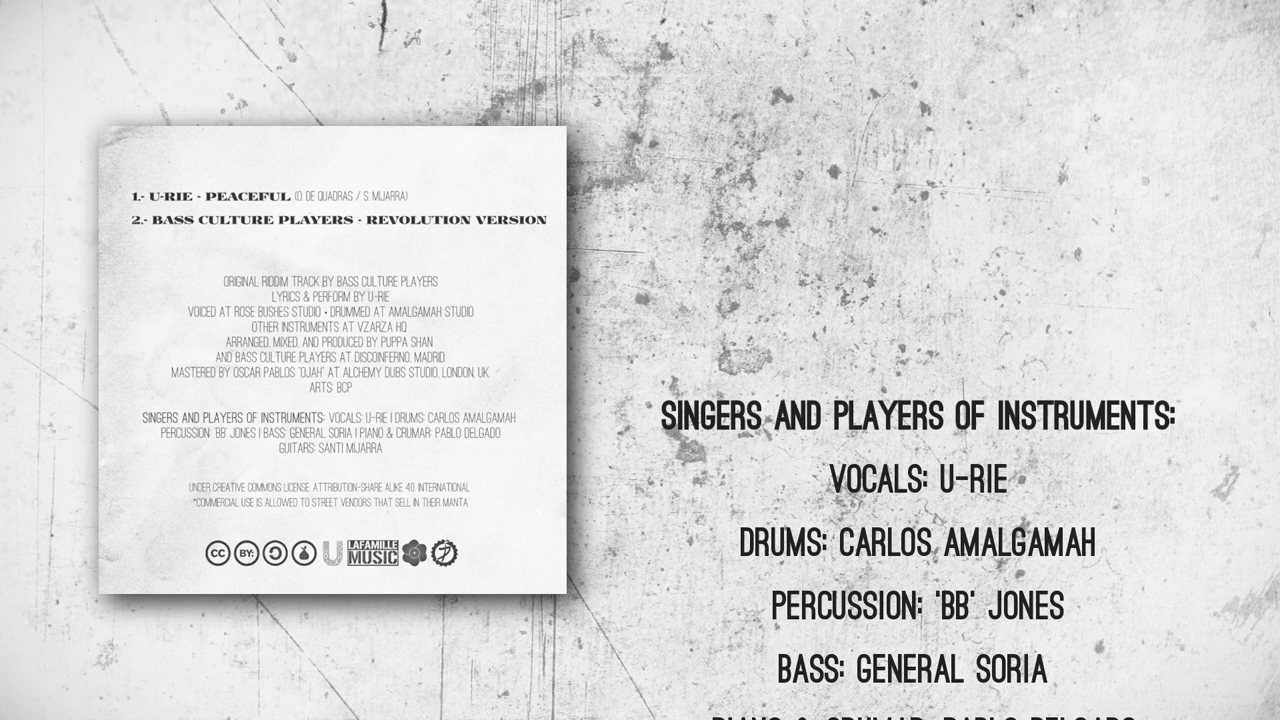 1.- U-RIE - PEACEFUL (O. DE QUADRAS / S. MIJARRA)
2.- BASS CULTURE PLAYERS - REVOLUTION VERSION
ORIGINAL RIDDIM TRACK BY BASS CULTURE PLAYERS
LYRICS & PERFORM BY U-RIE
VOICED AT ROSE BUSHES STUDIO • DRUMMED AT AMALGAMAH STUDIO
OTHER INSTRUMENTS AT VZARZA HQ
ARRANGED, MIXED, AND PRODUCED BY PUPPA SHAN
AND BASS CULTURE PLAYERS AT DISCOINFERNO, MADRID.
MASTERED BY OSCAR PABLOS "OJAH" AT ALCHEMY DUBS STUDIO, LONDON. UK.
ARTS: BCP
SINGERS AND PLAYERS OF INSTRUMENTS: VOCALS: U-RIE | DRUMS: CARLOS AMALGAMAH
PERCUSSION: 'BB' JONES | BASS: GENERAL SORIA | PIANO & CRUMAR: PABLO DELGADO
GUITARS: SANTI MIJARRA
UNDER CREATIVE COMMONS LICENSE. ATTRIBUTION-SHARE ALIKE 4.0 INTERNATIONAL
*COMMERCIAL USE IS ALLOWED TO STREET VENDORS THAT SELL IN THEIR MANTA.
CC BY: U LAFAMILLE
MUSIC
SINGERS AND PLAYERS OF INSTRUMENTS:
VOCALS: U-RIE
DRUMS: CARLOS AMALGAMAH
PERCUSSION: 'BB' JONES
BASS: GENERAL SORIA
PIANO & CRUMAR: PABLO DELGADO